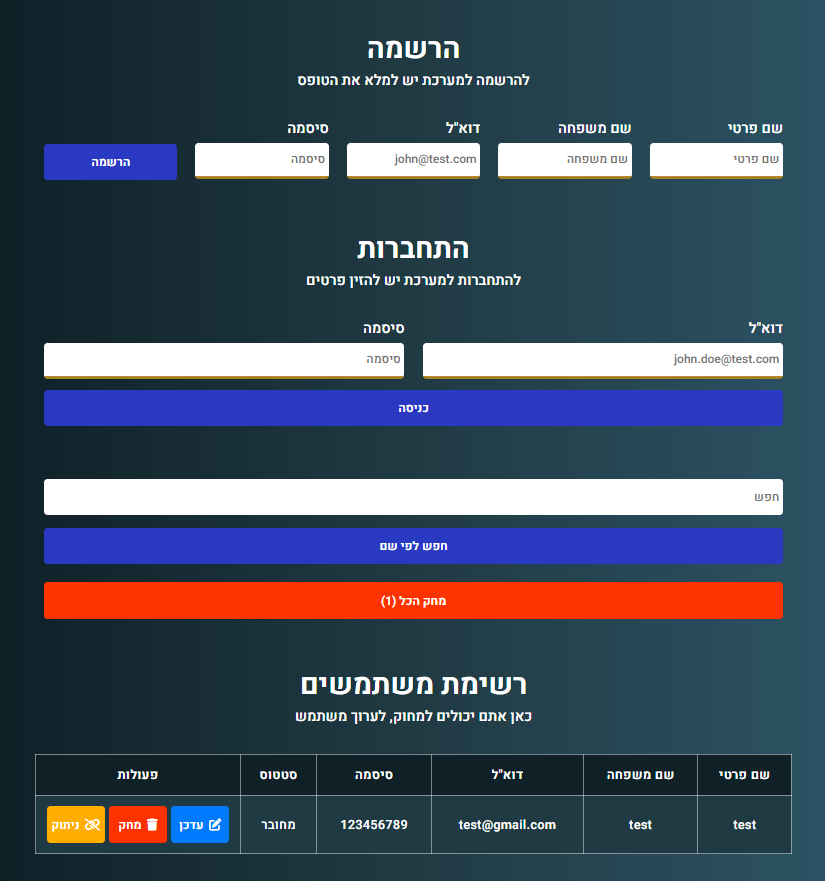 הרשמה
להרשמה למערכת יש למלא את הטופס
שם פרטי שם משפחה דוא"ל סיסמה
שם פרטי שם משפחה john@test.com סיסמה הרשמה
התחברות
להתחברות למערכת יש להזין פרטים
דוא"ל סיסמה
john.doe@test.com סיסמה
כניסה
חפש
חפש לפי שם
מחק הכל (1)
רשימת משתמשים
כאן אתם יכולים למחוק, לערוך משתמש
שם פרטי שם משפחה דוא"ל סיסמה סטטוס פעולות
test test test@gmail.com 123456789 מחובר עדכן מחק ניתוק